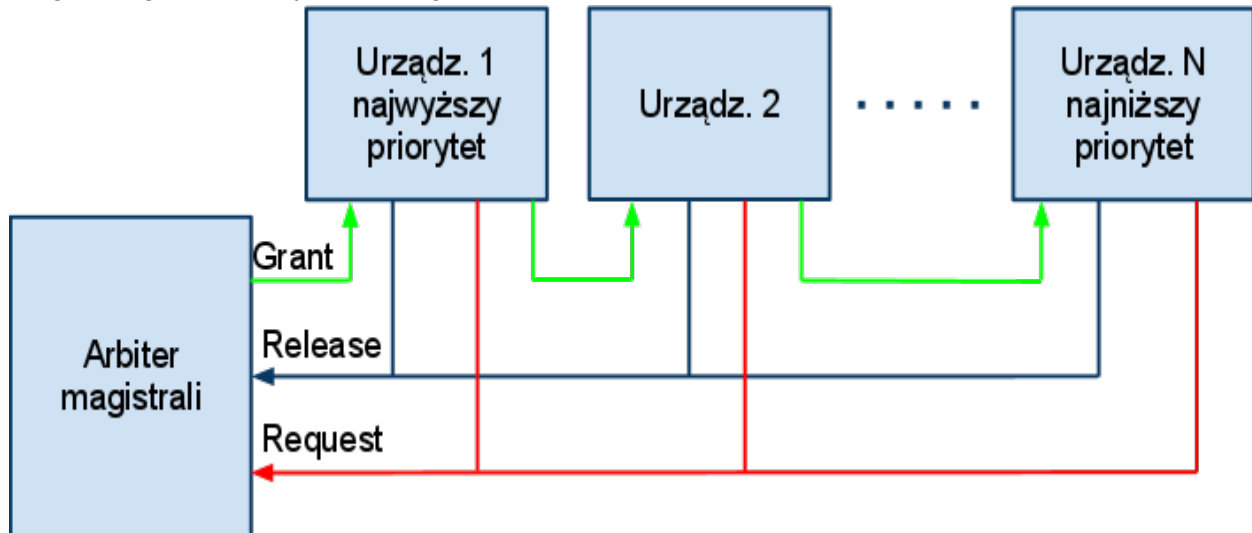 Urządz. 1
najwyższy
priorytet
Urządz. 2
Urządz. N
najniższy
priorytet
Grant
Release
Request
Arbiter
magistrali